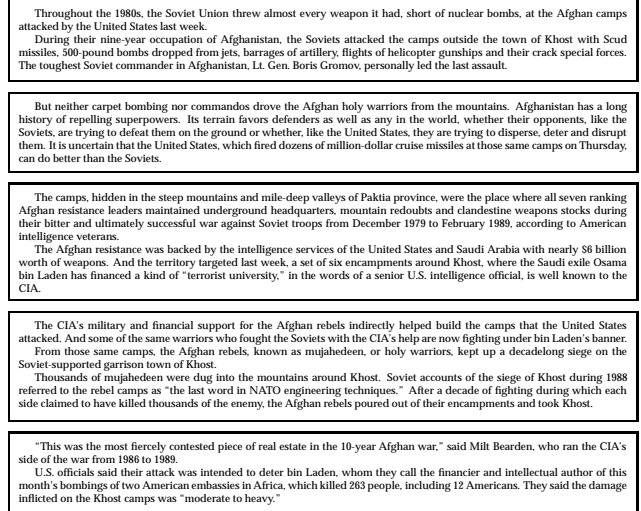 Throughout the 1980s, the Soviet Union threw almost every weapon it had, short of nuclear bombs, at the Afghan camps
attacked by the United States last week.
During their nine-year occupation of Afghanistan, the Soviets attacked the camps outside the town of Khost with Scud
missiles, 500-pound bombs dropped from jets, barrages of artillery, flights of helicopter gunships and their crack special forces.
The toughest Soviet commander in Afghanistan, Lt. Gen. Boris Gromov, personally led the last assault.
But neither carpet bombing nor commandos drove the Afghan holy warriors from the mountains. Afghanistan has a long
history of repelling superpowers. Its terrain favors defenders as well as any in the world, whether their opponents, like the
Soviets, are trying to defeat them on the ground or whether, like the United States, they are trying to disperse, deter and disrupt
them. It is uncertain that the United States, which fired dozens of million-dollar cruise missiles at those same camps on Thursday,
can do better than the Soviets.
The camps, hidden in the steep mountains and mile-deep valleys of Paktia province, were the place where all seven ranking
Afghan resistance leaders maintained underground headquarters, mountain redoubts and clandestine weapons stocks during
their bitter and ultimately successful war against Soviet troops from December 1979 to February 1989, according to American
intelligence veterans.
The Afghan resistance was backed by the intelligence services of the United States and Saudi Arabia with nearly $6 billion
worth of weapons. And the territory targeted last week, a set of six encampments around Khost, where the Saudi exile Osama
bin Laden has financed a kind of “terrorist university,” in the words of a senior U.S. intelligence official, is well known to the
CIA.
The CIA’s military and financial support for the Afghan rebels indirectly helped build the camps that the United States
attacked. And some of the same warriors who fought the Soviets with the CIA’s help are now fighting under bin Laden’s banner.
From those same camps, the Afghan rebels, known as mujahedeen, or holy warriors, kept up a decadelong siege on the
Soviet-supported garrison town of Khost.
Thousands of mujahedeen were dug into the mountains around Khost. Soviet accounts of the siege of Khost during 1988
referred to the rebel camps as “the last word in NATO engineering techniques.” After a decade of fighting during which each
side claimed to have killed thousands of the enemy, the Afghan rebels poured out of their encampments and took Khost.
“This was the most fiercely contested piece of real estate in the 10-year Afghan war,” said Milt Bearden, who ran the CIA’s
side of the war from 1986 to 1989.
U.S. officials said their attack was intended to deter bin Laden, whom they call the financier and intellectual author of this
month’s bombings of two American embassies in Africa, which killed 263 people, including 12 Americans. They said the damage
inflicted on the Khost camps was “moderate to heavy.”